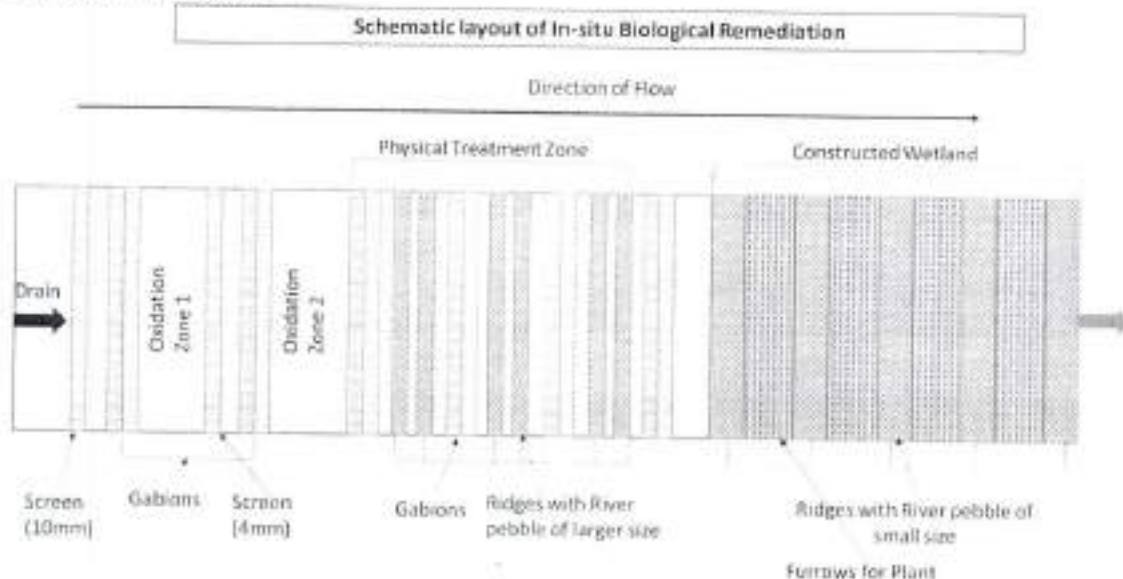 Schematic layout of In-situ Biological Remediation
Direction of Flow
Physical Treatment Zone
Constructed Wetland
Drain
Oxidation
Zone 1
Oxidation
Zone 2
Screen
(10mm)
Gabions
Screen
(4mm)
Gabions
Ridges with River
pebble of larger size
Ridges with River pebble of
small size
Furrows for Plant